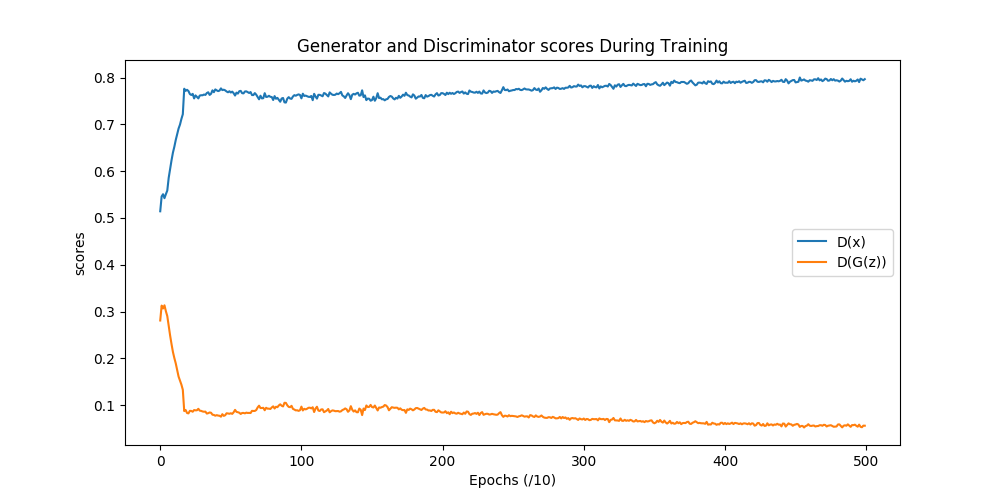 Generator and Discriminator scores During Training
scores
0.8
0.7
0.6
0.5
0.4
0.3
0.2
0.1
D(x)
D(G(z))
0 100 200 300 400 500
Epochs (/10)